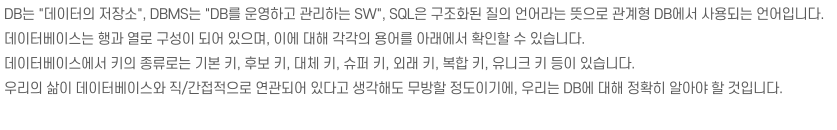 DB는 "데이터의 저장소", DBMS는 "DB를 운영하고 관리하는 SW", SQL은 구조화된 질의 언어라는 뜻으로 관계형 DB에서 사용되는 언어입니다.
데이터베이스는 행과 열로 구성이 되어 있으며, 이에 대해 각각의 용어를 아래에서 확인할 수 있습니다.
데이터베이스에서 키의 종류로는 기본 키, 후보 키, 대체 키, 슈퍼 키, 외래 키, 복합 키, 유니크 키 등이 있습니다.
우리의 삶이 데이터베이스와 직/간접적으로 연관되어 있다고 생각해도 무방할 정도이기에, 우리는 DB에 대해 정확히 알아야 할 것입니다.